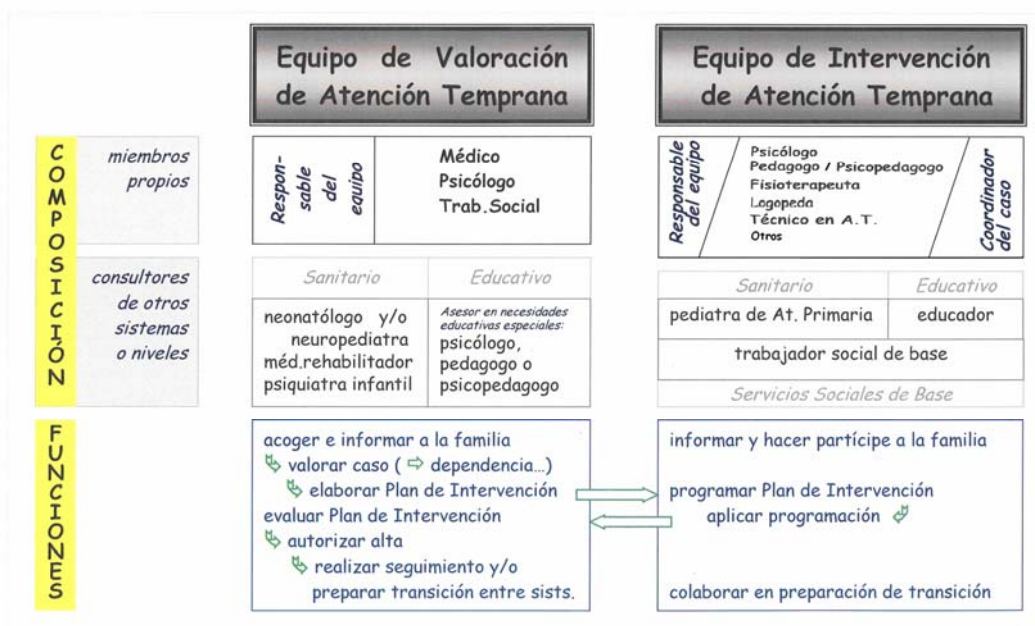 Equipo de Valoración
de Atención Temprana
Equipo de Intervención
de Atención Temprana
COMPOSICIÓN
miembros
propios
Respon-
sable
del
equipo
Médico
Psicólogo
Trab.Social
Responsable
del equipo
Psicólogo
Pedagogo / Psicopedagogo
Fisioterapeuta
Logopeda
Técnico en A.T.
Otros
Coordinador
del caso
consultores
de otros
sistemas
o niveles
Sanitario
Educativo
neonatólogo y/o
neuropediatra
méd.rehabilitador
psiquiatra infantil
Asesor en necesidades
educativas especiales:
psicólogo,
pedagogo o
psicopedagogo
Sanitario
Educativo
pediatra de At. Primaria
educador
trabajador social de base
Servicios Sociales de Base
FUNCIONES
acoger e informar a la familia
valorar caso ( ⇨ dependencia...)
elaborar Plan de Intervención
evaluar Plan de Intervención
autorizar alta
realizar seguimiento y/o
preparar transición entre sists.
informar y hacer partícipe a la familia
programar Plan de Intervención
aplicar programación
colaborar en preparación de transición